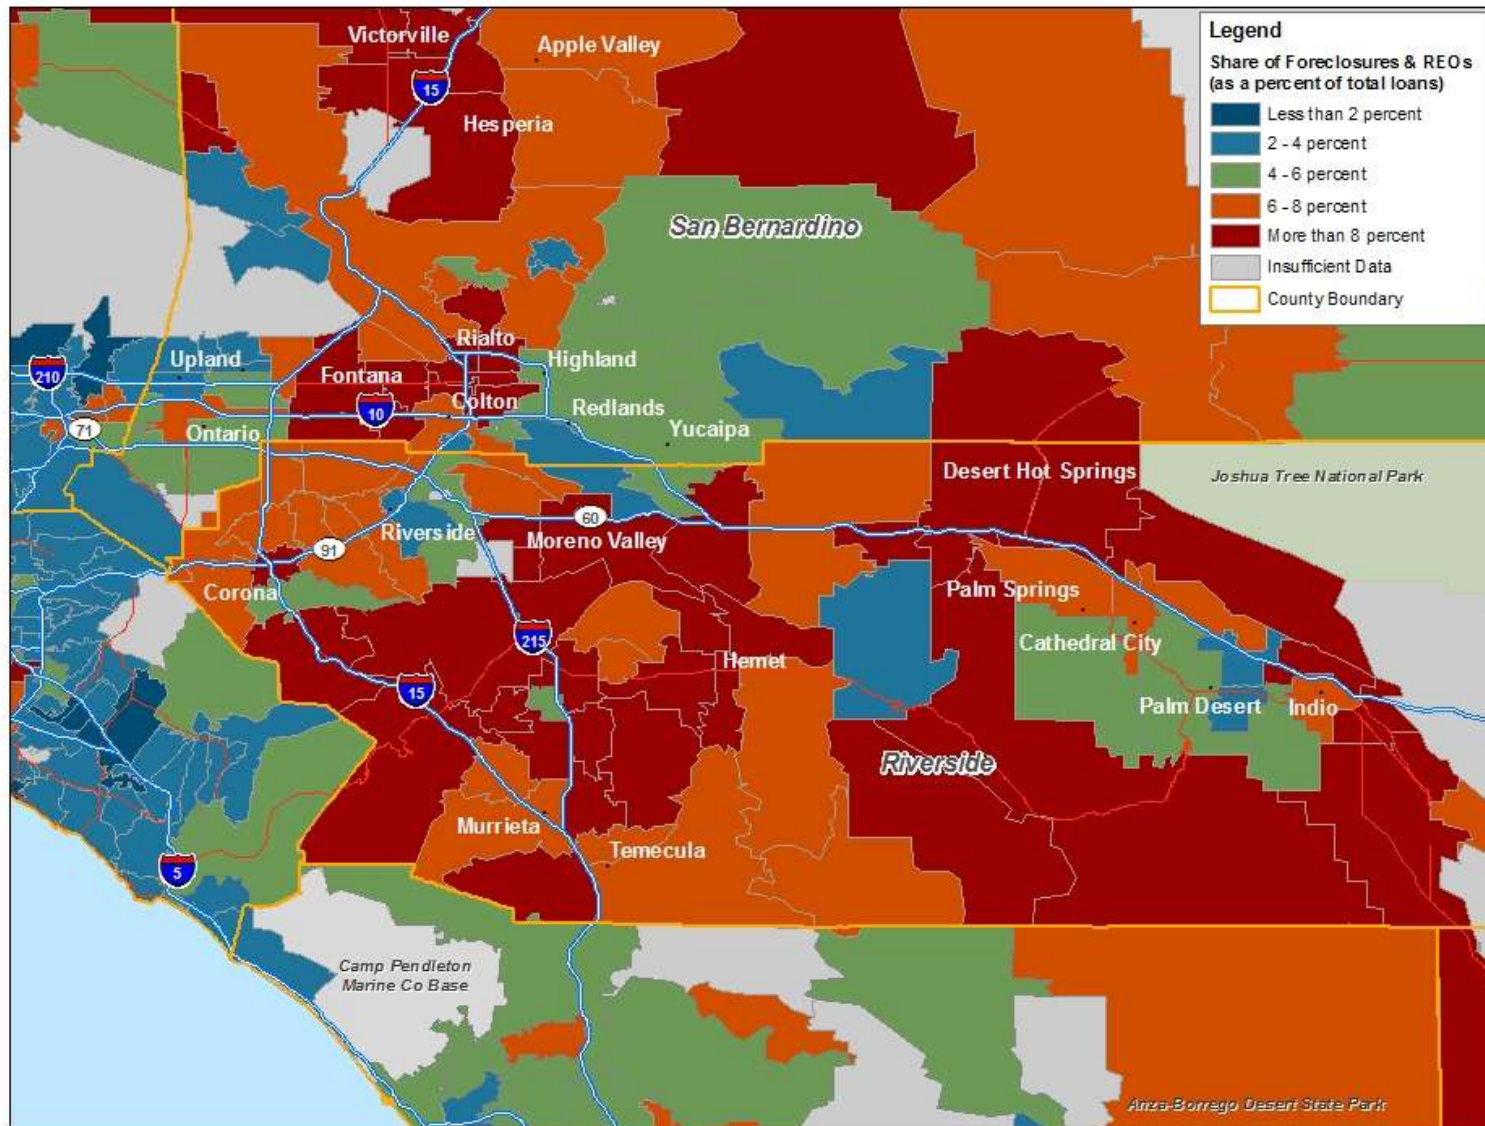 Victorville
Apple Valley
15
Hesperia
San Bernardino
Legend
Share of Foreclosures & REOs
(as a percent of total loans)
Less than 2 percent
2 - 4 percent
4 - 6 percent
6 - 8 percent
More than 8 percent
Insufficient Data
County Boundary
Rialto
Upland
Highland
210
Fontana
10
Colton
Redlands
71
Ontario
Yucaipa
Desert Hot Springs
Joshua Tree National Park
60
Riverside
Moreno Valley
91
Corona
Palm Springs
215
Cathedral City
Hemet
15
Palm Desert
Indio
Riverside
Murrieta
Temecula
5
Camp Pendleton
Marine Co Base
Anza-Borrego Desert State Park